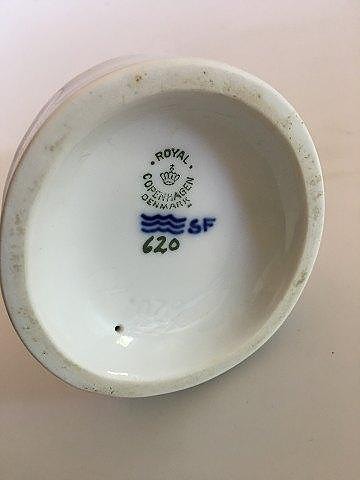 · ROYAL ·
COPENHAGEN
DENMARK
SF
620